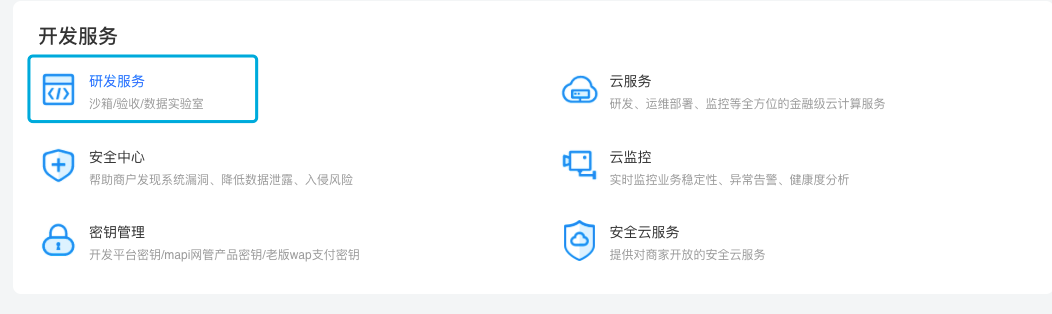 开发服务
研发服务
沙箱/验收/数据实验室
云服务
研发、运维部署、监控等全方位的金融级云计算服务
安全中心
帮助商户发现系统漏洞、降低数据泄露、入侵风险
云监控
实时监控业务稳定性、异常告警、健康度分析
密钥管理
开发平台密钥/mapi网管产品密钥/老版wap支付密钥
安全云服务
提供对商家开放的安全云服务